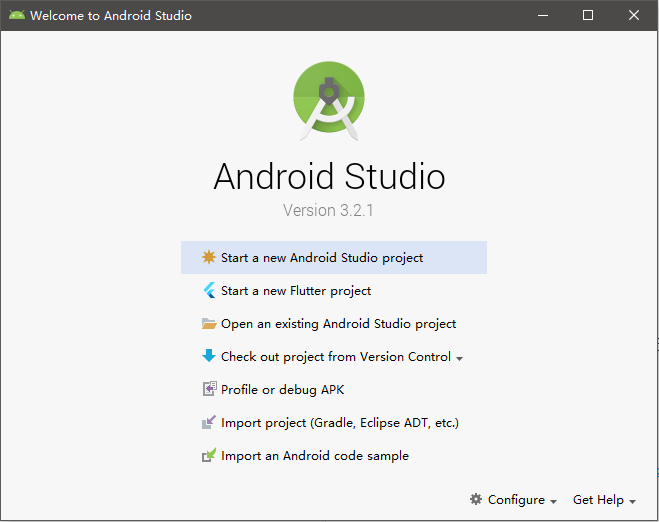 Welcome to Android Studio
Android Studio
Version 3.2.1
Start a new Android Studio project
Start a new Flutter project
Open an existing Android Studio project
Check out project from Version Control
Profile or debug APK
Import project (Gradle, Eclipse ADT, etc.)
Import an Android code sample
Configure Get Help